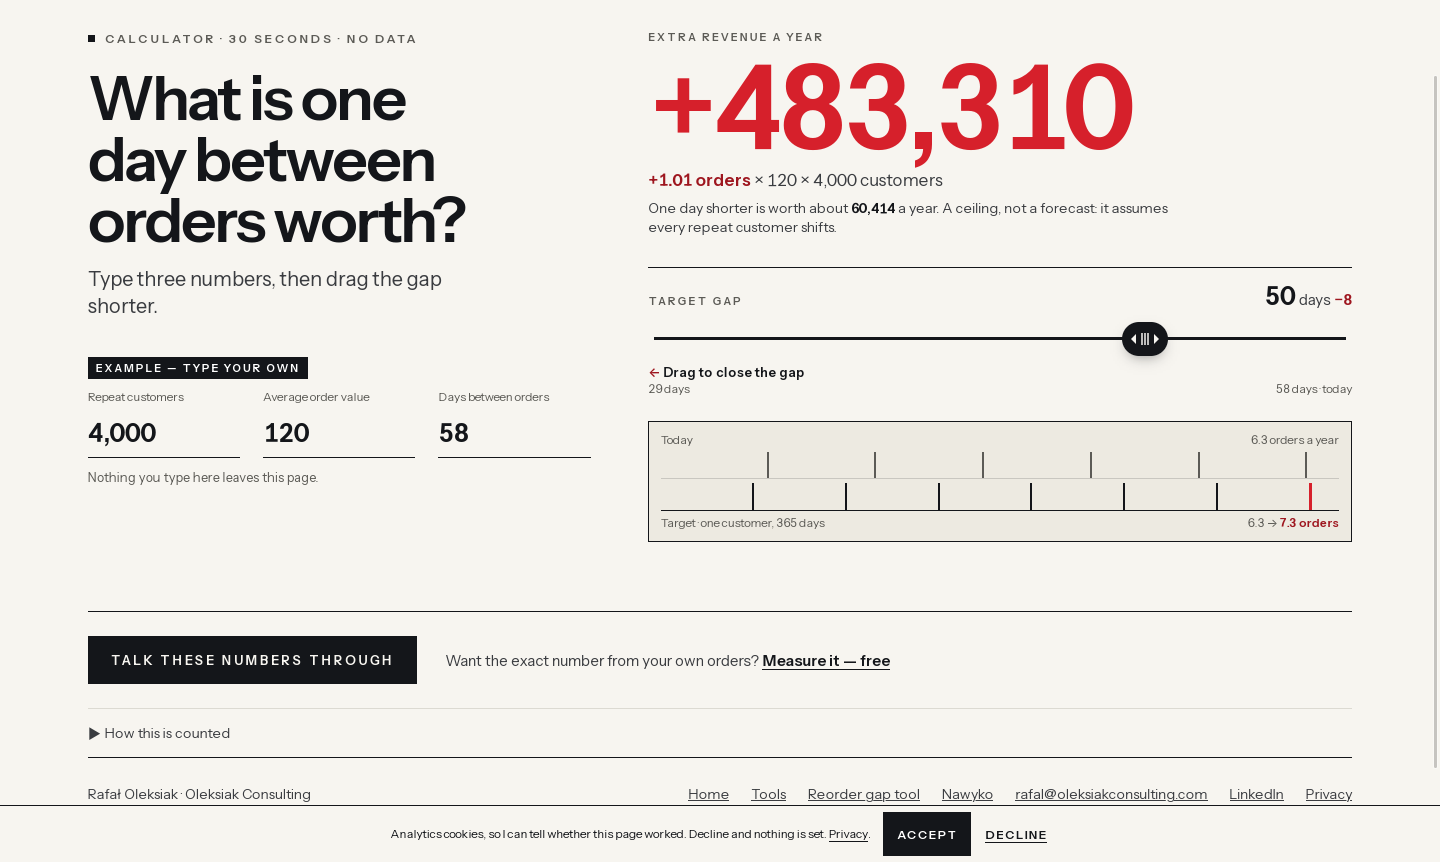 CALCULATOR · 30 SECONDS · NO DATA
What is one
day between
orders worth?
Type three numbers, then drag the gap
shorter.
EXAMPLE — TYPE YOUR OWN
Repeat customers
4,000
Average order value
120
Days between orders
58
Nothing you type here leaves this page.
EXTRA REVENUE A YEAR
+483,310
+1.01 orders × 120 × 4,000 customers
One day shorter is worth about 60,414 a year. A ceiling, not a forecast: it assumes
every repeat customer shifts.
TARGET GAP
50 days −8
← Drag to close the gap
29 days
58 days · today
Today
6.3 orders a year
Target · one customer, 365 days
6.3 → 7.3 orders
TALK THESE NUMBERS THROUGH
Want the exact number from your own orders? Measure it — free
▶ How this is counted
Rafał Oleksiak · Oleksiak Consulting
Home Tools Reorder gap tool Nawyko rafal@oleksiakconsulting.com LinkedIn Privacy
Analytics cookies, so I can tell whether this page worked. Decline and nothing is set. Privacy.
ACCEPT
DECLINE